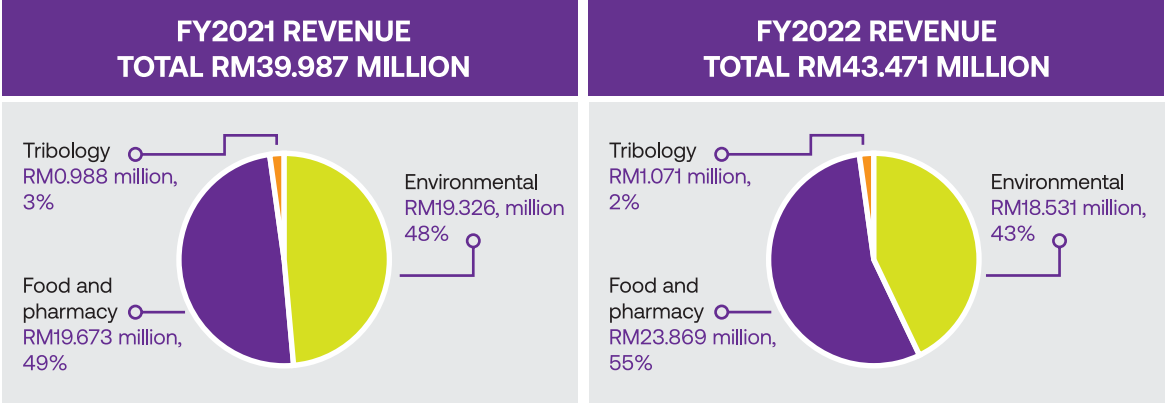 FY2021 REVENUE
TOTAL RM39.987 MILLION
Tribology
RM0.988 million,
3%
Environmental
RM19.326, million
48%
Food and
pharmacy
RM19.673 million,
49%
FY2022 REVENUE
TOTAL RM43.471 MILLION
Tribology
RM1.071 million,
2%
Environmental
RM18.531 million,
43%
Food and
pharmacy
RM23.869 million,
55%